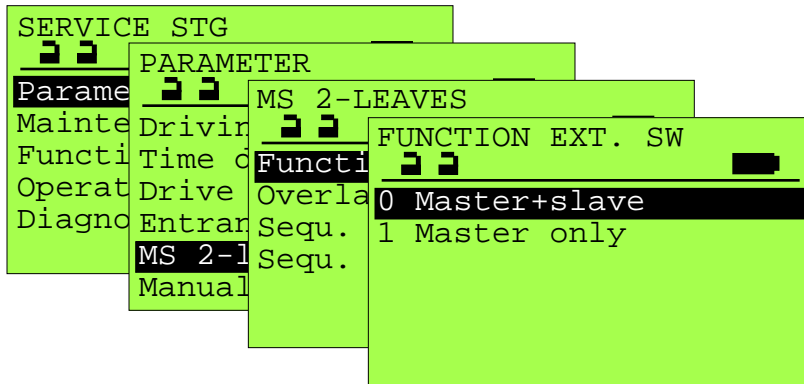 SERVICE STG
Parame
Mainte
Functi
Operat
Diagno
PARAMETER
Drivin
Time d
Drive
Entran
MS 2-l
Manual
MS 2-LEAVES
Functi
Overla
Sequ.
Sequ.
FUNCTION EXT. SW
0 Master+slave
1 Master only